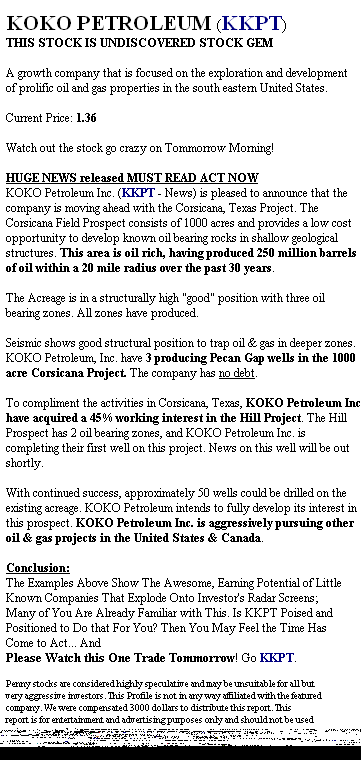 KOKO PETROLEUM (KKPT)
THIS STOCK IS UNDISCOVERED STOCK GEM
A growth company that is focused on the exploration and development
of prolific oil and gas properties in the south eastern United States.
Current Price: 1.36
Watch out the stock go crazy on Tommorrow Morning!
HUGE NEWS released MUST READ ACT NOW
KOKO Petroleum Inc. (KKPT - News) is pleased to announce that the
company is moving ahead with the Corsicana, Texas Project. The
Corsicana Field Prospect consists of 1000 acres and provides a low cost
opportunity to develop known oil bearing rocks in shallow geological
structures. This area is oil rich, having produced 250 million barrels
of oil within a 20 mile radius over the past 30 years.
The Acreage is in a structurally high "good" position with three oil
bearing zones. All zones have produced.
Seismic shows good structural position to trap oil & gas in deeper zones.
KOKO Petroleum, Inc. have 3 producing Pecan Gap wells in the 1000
acre Corsicana Project. The company has no debt.
To compliment the activities in Corsicana, Texas, KOKO Petroleum Inc
have acquired a 45% working interest in the Hill Project. The Hill
Prospect has 2 oil bearing zones, and KOKO Petroleum Inc. is
completing their first well on this project. News on this well will be out
shortly.
With continued success, approximately 50 wells could be drilled on the
existing acreage. KOKO Petroleum intends to fully develop its interest in
this prospect. KOKO Petroleum Inc. is aggressively pursuing other
oil & gas projects in the United States & Canada.
Conclusion:
The Examples Above Show The Awesome, Earning Potential of Little
Known Companies That Explode Onto Investor's Radar Screens;
Many of You Are Already Familiar with This. Is KKPT Poised and
Positioned to Do that For You? Then You May Feel the Time Has
Come to Act... And
Please Watch this One Trade Tommorrow! Go KKPT.
Penny stocks are considered highly speculative and may be unsuitable for all but
very aggressive investors. This Profile is not in any way affiliated with the featured
company. We were compensated 3000 dollars to distribute this report. This
report is for entertainment and advertising purposes only and should not be used